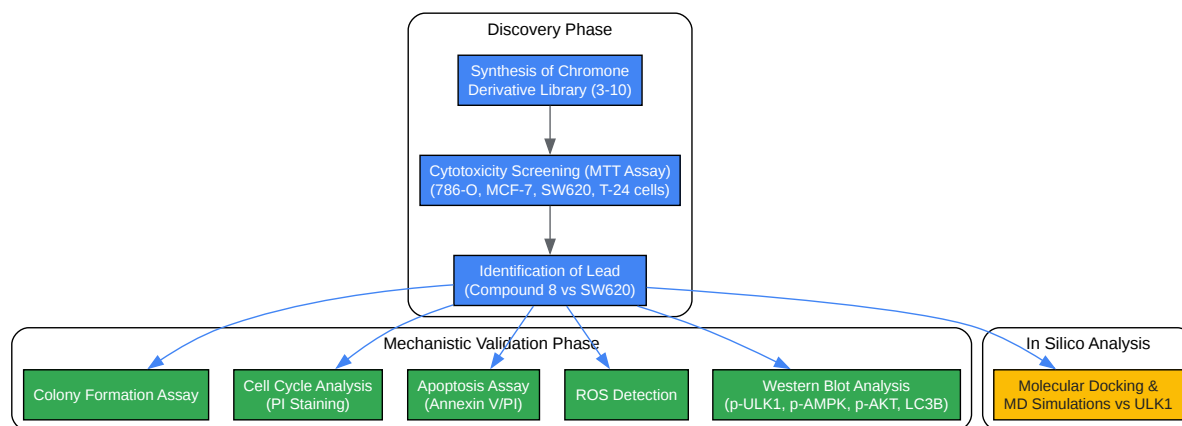 Discovery Phase
Synthesis of Chromone
Derivative Library (3-10)
Cytotoxicity Screening (MTT Assay)
(786-O, MCF-7, SW620, T-24 cells)
Identification of Lead
(Compound 8 vs SW620)
Mechanistic Validation Phase
Colony Formation Assay
Cell Cycle Analysis
(PI Staining)
Apoptosis Assay
(Annexin V/PI)
ROS Detection
Western Blot Analysis
(p-ULK1, p-AMPK, p-AKT, LC3B)
In Silico Analysis
Molecular Docking &
MD Simulations vs ULK1